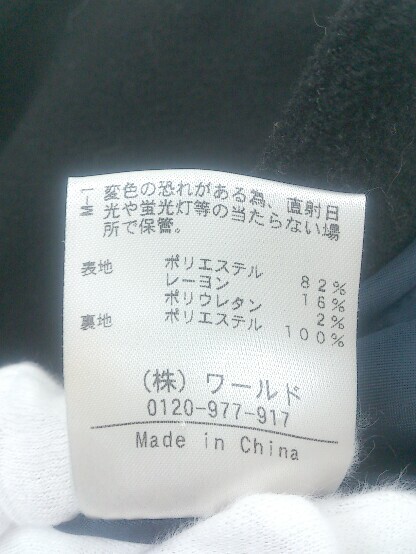 M-1
変色の恐れがある為、直射日
光や蛍光灯等の当たらない場
所で保管。
表地 ポリエステル 82%
レーヨン 16%
ポリウレタン 2%
裏地 ポリエステル 100%
(株)ワールド
0120-977-917
Made in China